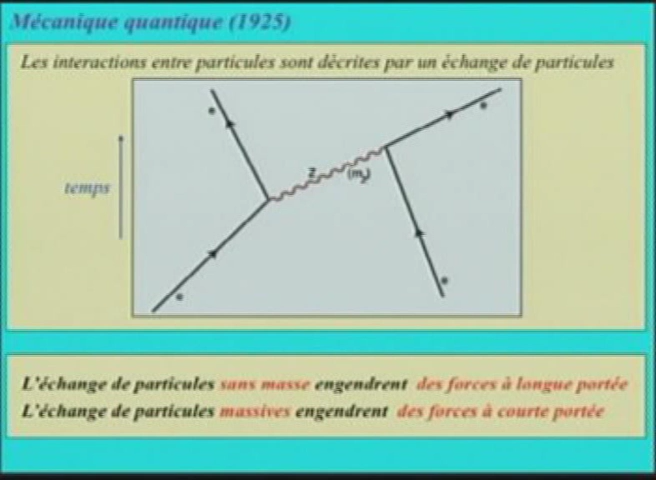 Mécanique quantique (1925)
Les interactions entre particules sont décrites par un échange de particules
e
e
Z
(m_Z)
temps
e
e
L'échange de particules sans masse engendrent des forces à longue portée
L'échange de particules massives engendrent des forces à courte portée